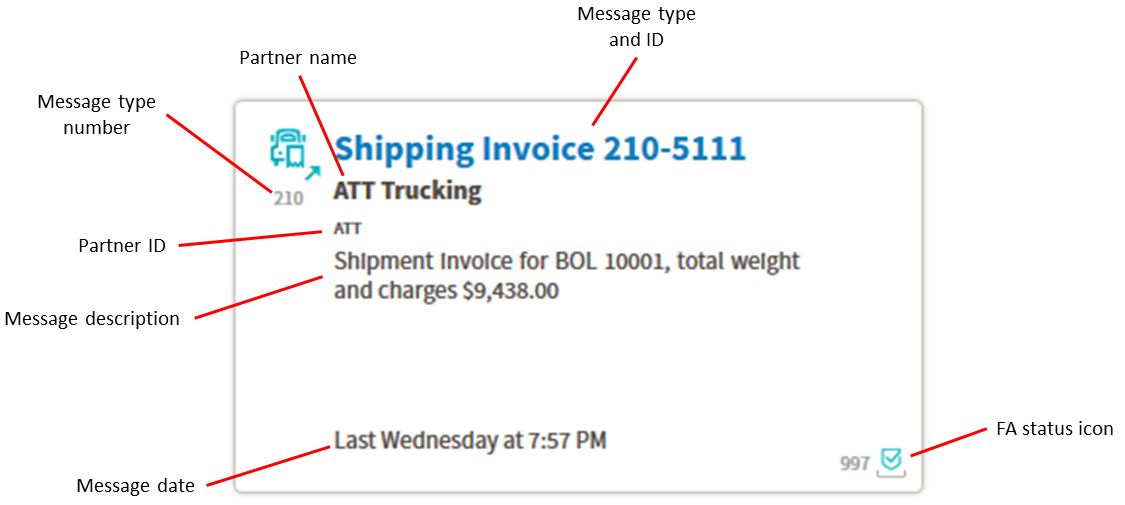 Message type
and ID
Partner name
Message type
number
Shipping Invoice 210-5111
210
ATT Trucking
ATT
Partner ID
Shipment Invoice for BOL 10001, total weight
and charges $9,438.00
Message description
Last Wednesday at 7:57 PM
FA status icon
997
Message date